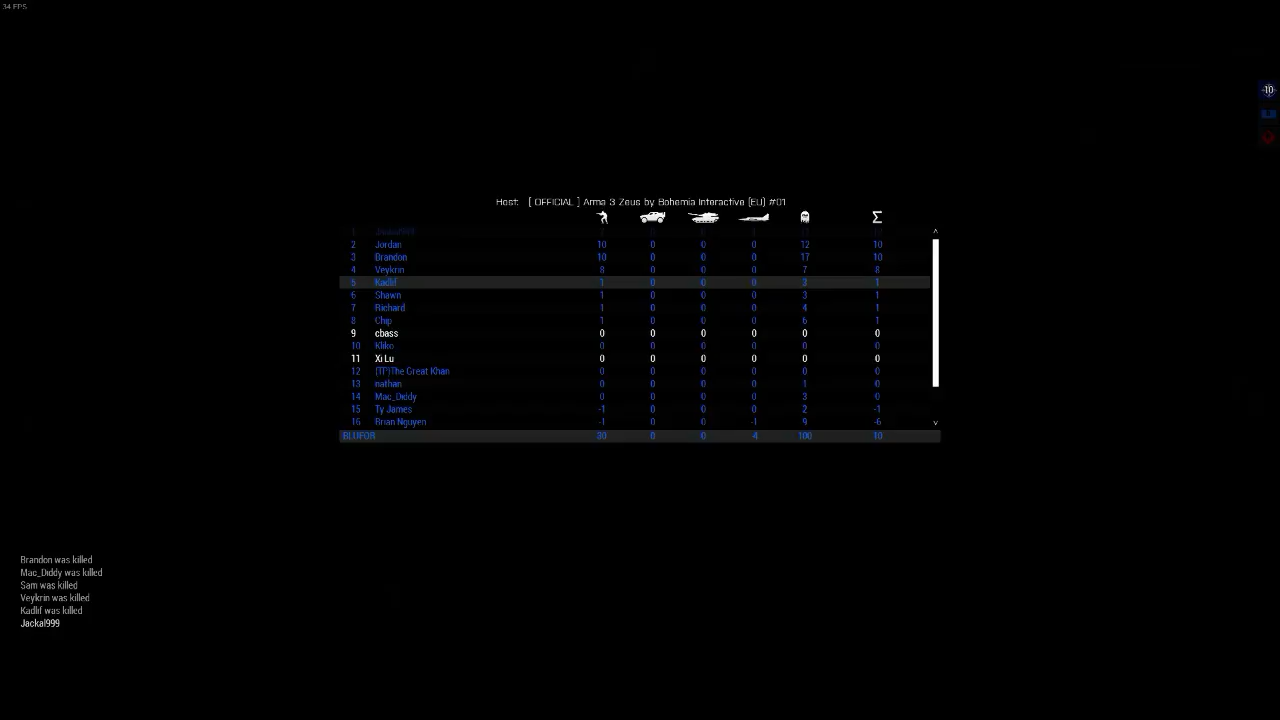 34 FPS
-10
Host: [ OFFICIAL ] Arma 3 Zeus by Bohemia Interactive (EU) #01
Σ
1 Jackal999
2 Jordan 10 0 0 0 12 10
3 Brandon 10 0 0 0 17 10
4 Veykrin 8 0 0 0 7 8
5 Kadlif 1 0 0 0 3 1
6 Shawn 1 0 0 0 3 1
7 Richard 1 0 0 0 4 1
8 Chip 1 0 0 0 6 1
9 cbass 0 0 0 0 0 0
10 Kliko 0 0 0 0 0 0
11 Xi Lu 0 0 0 0 0 0
12 (TP)The Great Khan 0 0 0 0 0 0
13 nathan 0 0 0 0 1 0
14 Mac_Diddy 0 0 0 0 3 0
15 Ty James -1 0 0 0 2 -1
16 Brian Nguyen -1 0 0 -1 9 -6
BLUFOR 30 0 0 4 100 10
Brandon was killed
Mac_Diddy was killed
Sam was killed
Veykrin was killed
Kadlif was killed
Jackal999